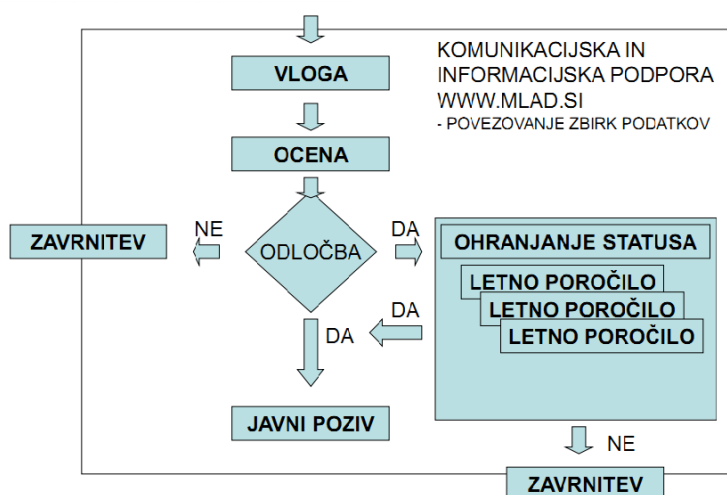 KOMUNIKACIJSKA IN
INFORMACIJSKA PODPORA
WWW.MLAD.SI
- POVEZOVANJE ZBIRK PODATKOV
VLOGA
OCENA
ZAVRNITEV
NE
ODLOČBA
DA
OHRANJANJE STATUSA
LETNO POROČILO
LETNO POROČILO
LETNO POROČILO
DA
DA
JAVNI POZIV
NE
ZAVRNITEV